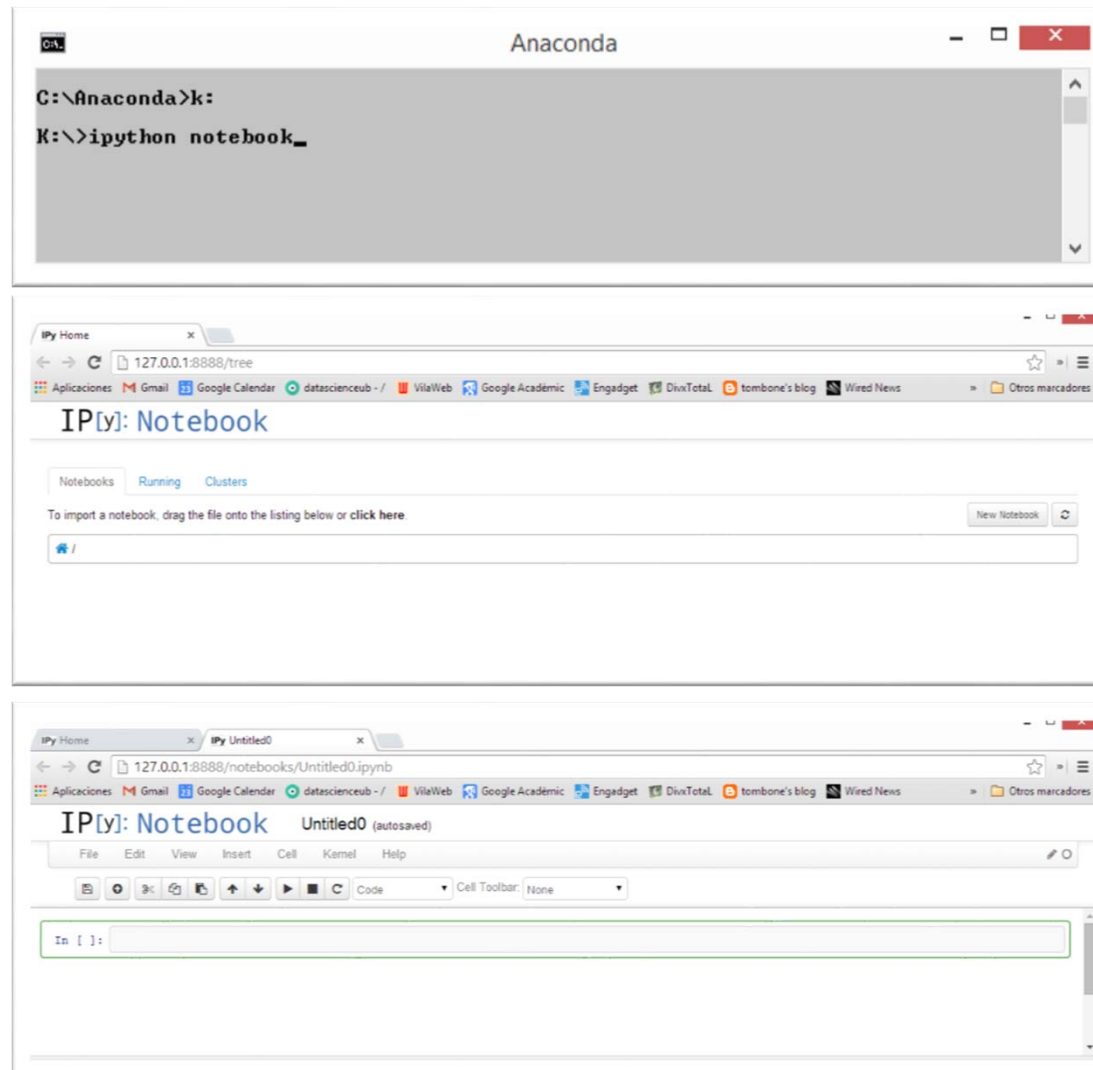 Anaconda
C:\Anaconda>k:
K:\>ipython notebook_
IPy Home
127.0.0.1:8888/tree
Aplicaciones Gmail Google Calendar datascienceub - / VilaWeb Google Acadèmic Engadget DivxTotaL tombone's blog Wired News » Otros marcadores
IP[y]: Notebook
Notebooks Running Clusters
To import a notebook, drag the file onto the listing below or click here. New Notebook
/
IPy Home IPy Untitled0
127.0.0.1:8888/notebooks/Untitled0.ipynb
Aplicaciones Gmail Google Calendar datascienceub - / VilaWeb Google Acadèmic Engadget DivxTotaL tombone's blog Wired News » Otros marcadores
IP[y]: Notebook Untitled0 (autosaved)
File Edit View Insert Cell Kernel Help
Code Cell Toolbar: None
In [ ]: